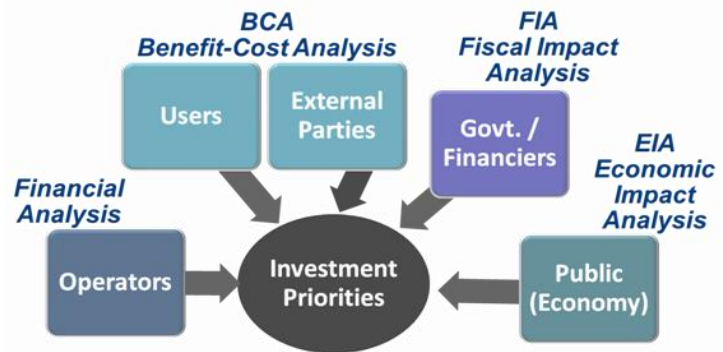 BCA
Benefit-Cost Analysis
FIA
Fiscal Impact
Analysis
Users
External
Parties
Govt. /
Financiers
EIA
Economic
Impact
Analysis
Financial
Analysis
Operators
Investment
Priorities
Public
(Economy)